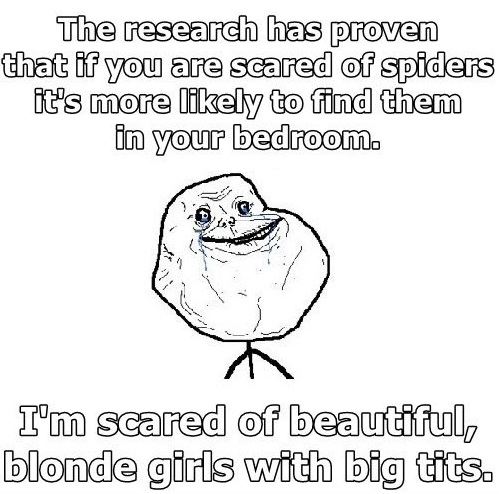 The research has proven
that if you are scared of spiders
it's more likely to find them
in your bedroom.
I'm scared of beautiful,
blonde girls with big tits.